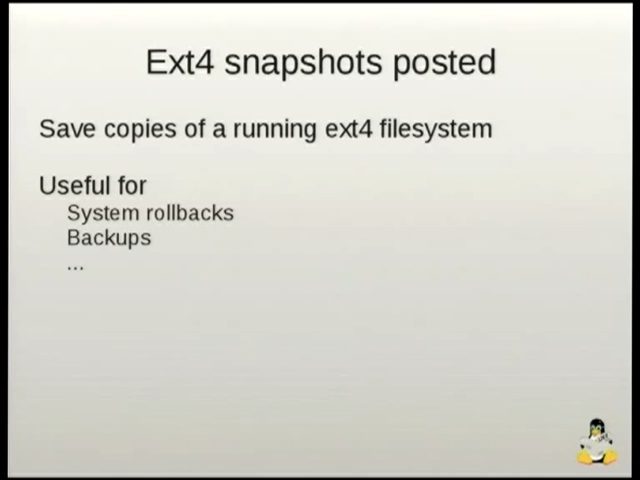 Ext4 snapshots posted
Save copies of a running ext4 filesystem
Useful for
System rollbacks
Backups
...